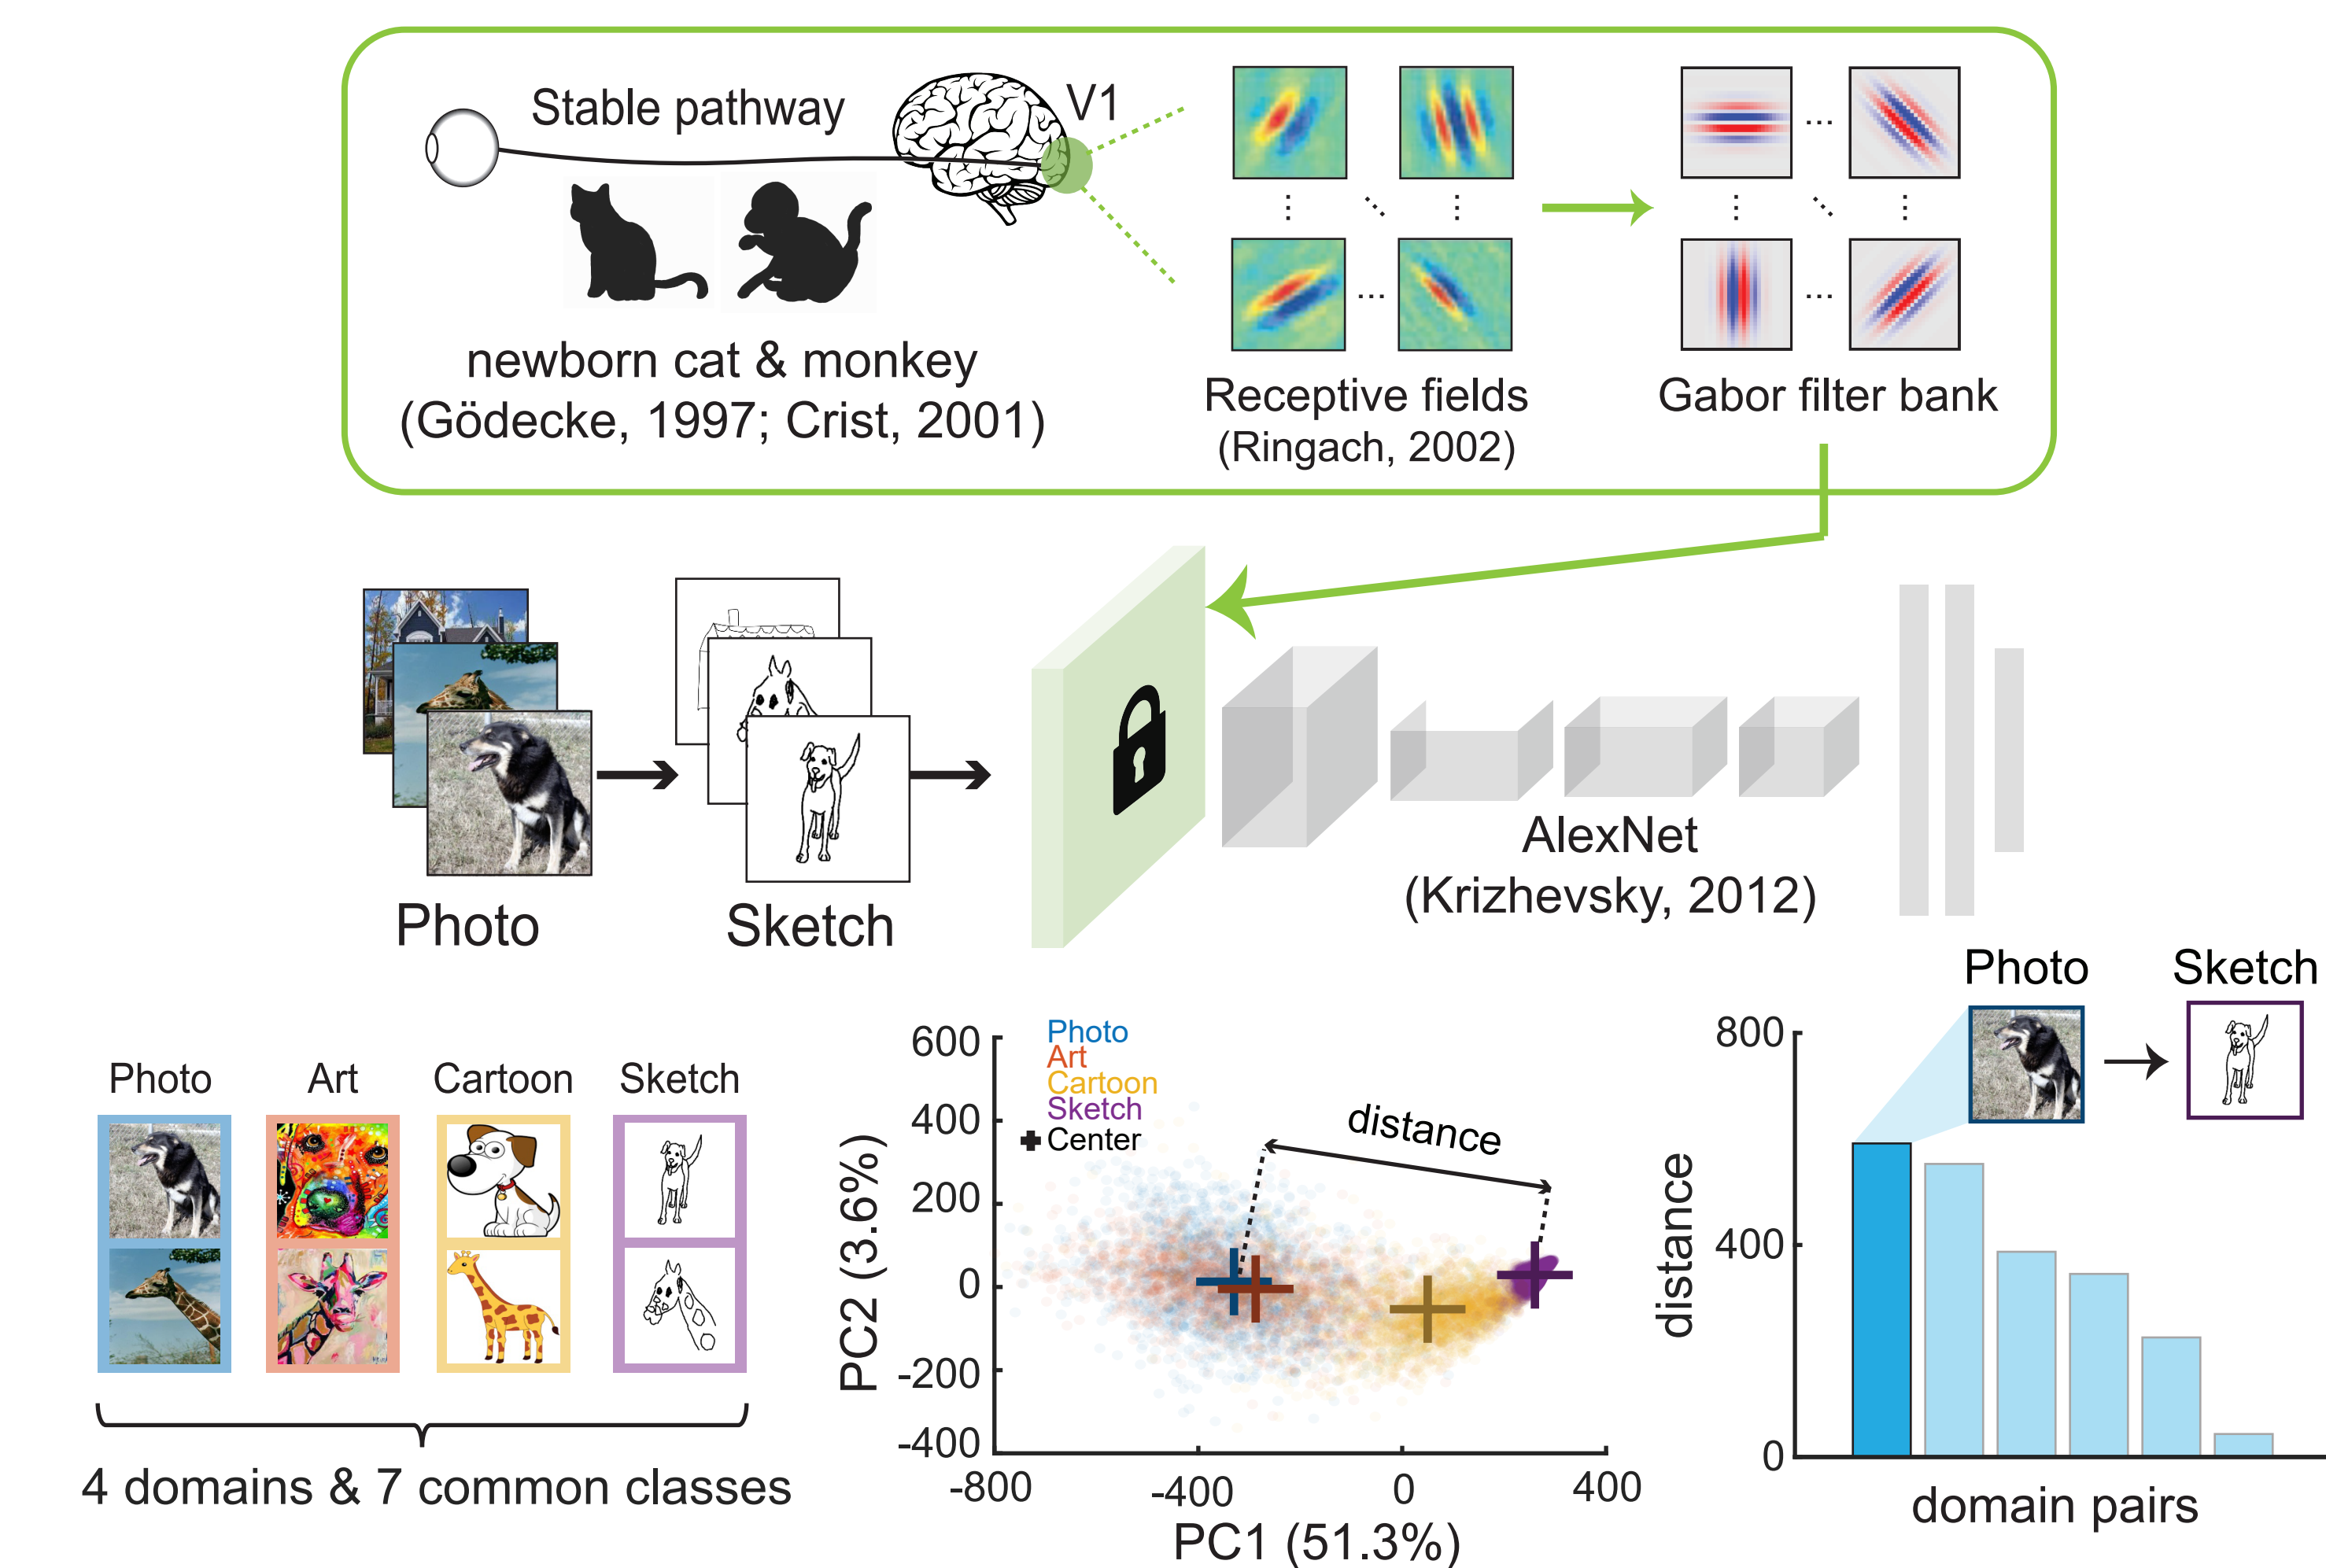 Stable pathway
V1
newborn cat & monkey
(Gödecke, 1997; Crist, 2001)
Receptive fields
(Ringach, 2002)
Gabor filter bank
Photo
Sketch
AlexNet
(Krizhevsky, 2012)
Photo
Art
Cartoon
Sketch
4 domains & 7 common classes
600
400
200
0
-200
-400
PC2 (3.6%)
Photo
Art
Cartoon
Sketch
Center
distance
-800
-400
0
400
PC1 (51.3%)
Photo
Sketch
800
400
0
distance
domain pairs